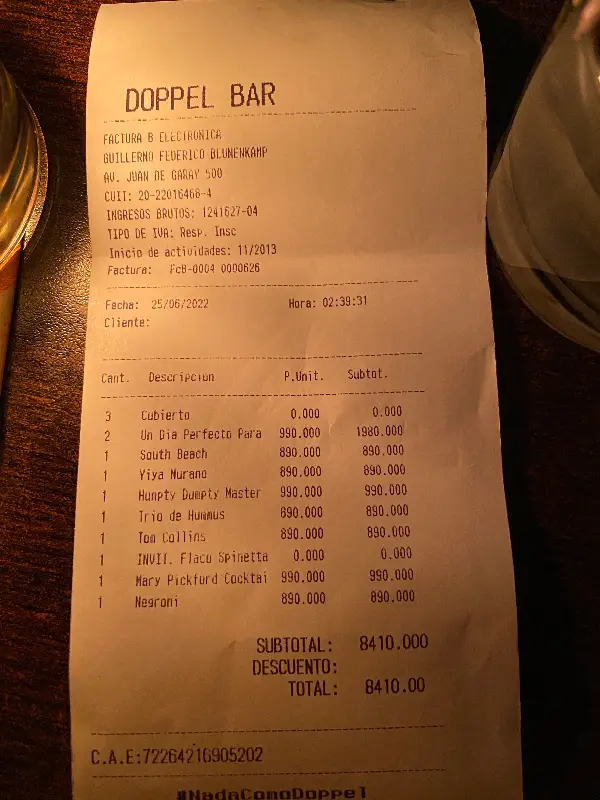 DOPPEL BAR
FACTURA B ELECTRONICA
GUILLERMO FEDERICO BLUNENKAMP
AV. JUAN DE GARAY 500
CUIT: 20-22016468-4
INGRESOS BRUTOS: 1241627-04
TIPO DE IVA: Resp. Insc
Inicio de actividades: 11/2013
Factura: FcB-0004 0000626
Fecha: 25/06/2022 Hora: 02:39:31
Cliente:
Cant. Descripcion P.Unit. Subtot.
3 Cubierto 0.000 0.000
2 Un Dia Perfecto Para 990.000 1980.000
1 South Beach 890.000 890.000
1 Yiya Murano 890.000 890.000
1 Humpty Dumpty Master 990.000 990.000
1 Trio de Hummus 690.000 890.000
1 Tom Collins 890.000 890.000
1 INVIT. Flaco Spinetta 0.000 0.000
1 Mary Pickford Cocktai 990.000 990.000
1 Negroni 890.000 890.000
SUBTOTAL: 8410.000
DESCUENTO:
TOTAL: 8410.00
C.A.E:72264216905202
#NadaComoDoppel